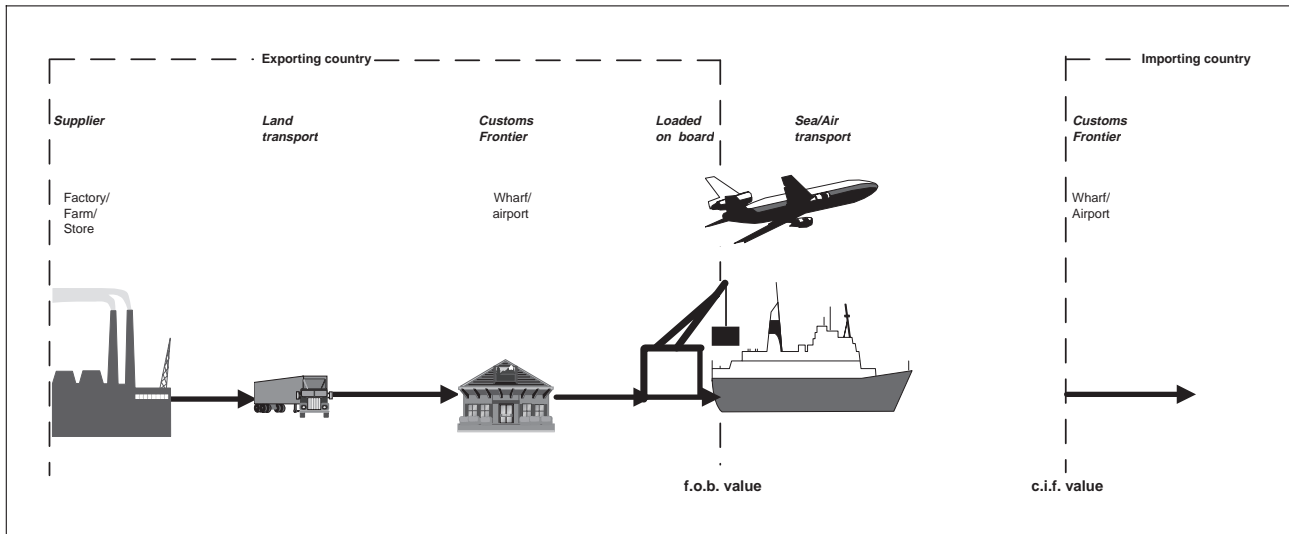 Exporting country
Importing country
Supplier
Land
transport
Customs
Frontier
Loaded
on board
Sea/Air
transport
Customs
Frontier
Factory/
Farm/
Store
Wharf/
airport
Wharf/
Airport
f.o.b. value
c.i.f. value